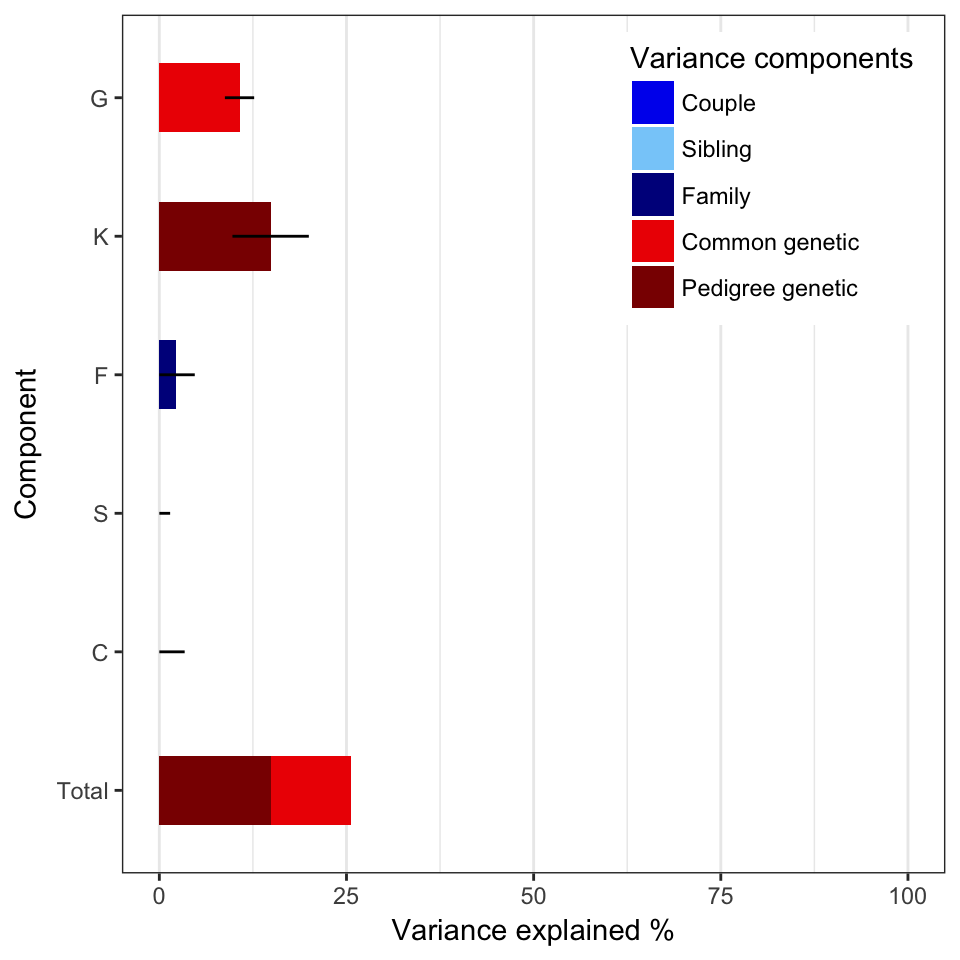 Variance components
Couple
Sibling
Family
Common genetic
Pedigree genetic
Component
G
K
F
S
C
Total
0 25 50 75 100
Variance explained %